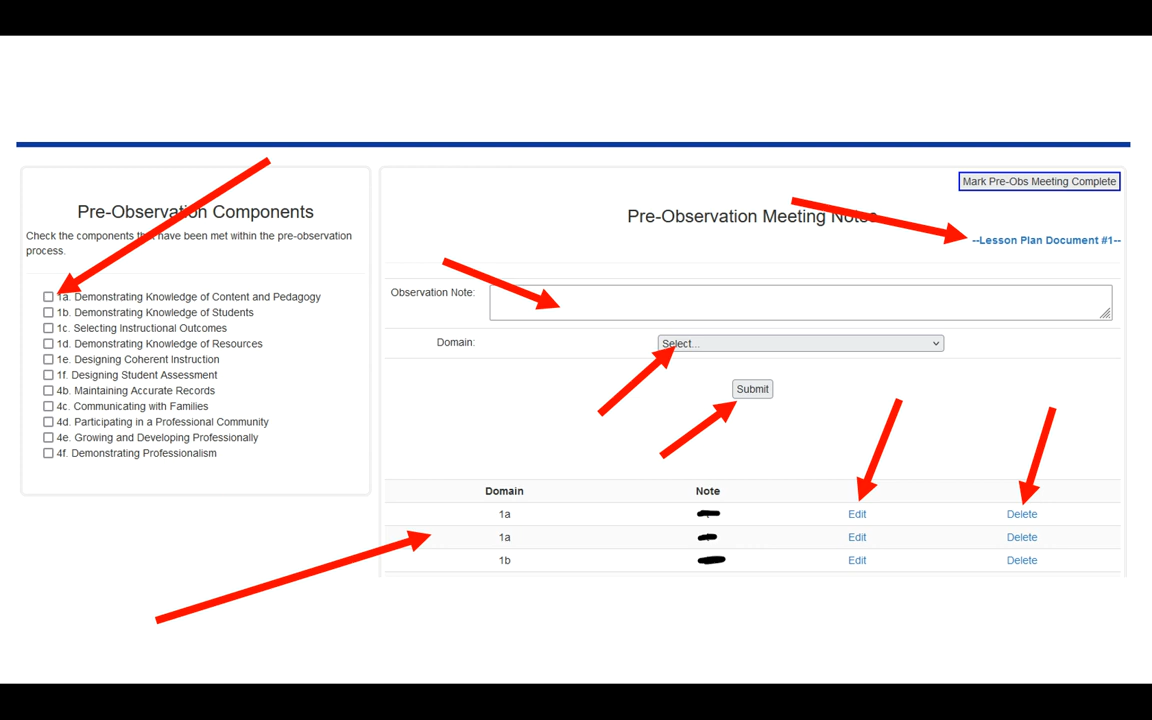 Mark Pre-Obs Meeting Complete
Pre-Observation Components
Check the components that have been met within the pre-observation
process.
1a. Demonstrating Knowledge of Content and Pedagogy
1b. Demonstrating Knowledge of Students
1c. Selecting Instructional Outcomes
1d. Demonstrating Knowledge of Resources
1e. Designing Coherent Instruction
1f. Designing Student Assessment
4b. Maintaining Accurate Records
4c. Communicating with Families
4d. Participating in a Professional Community
4e. Growing and Developing Professionally
4f. Demonstrating Professionalism
Pre-Observation Meeting Notes
--Lesson Plan Document #1--
Observation Note:
Domain:
Select...
Submit
Domain Note
1a Edit Delete
1a Edit Delete
1b Edit Delete